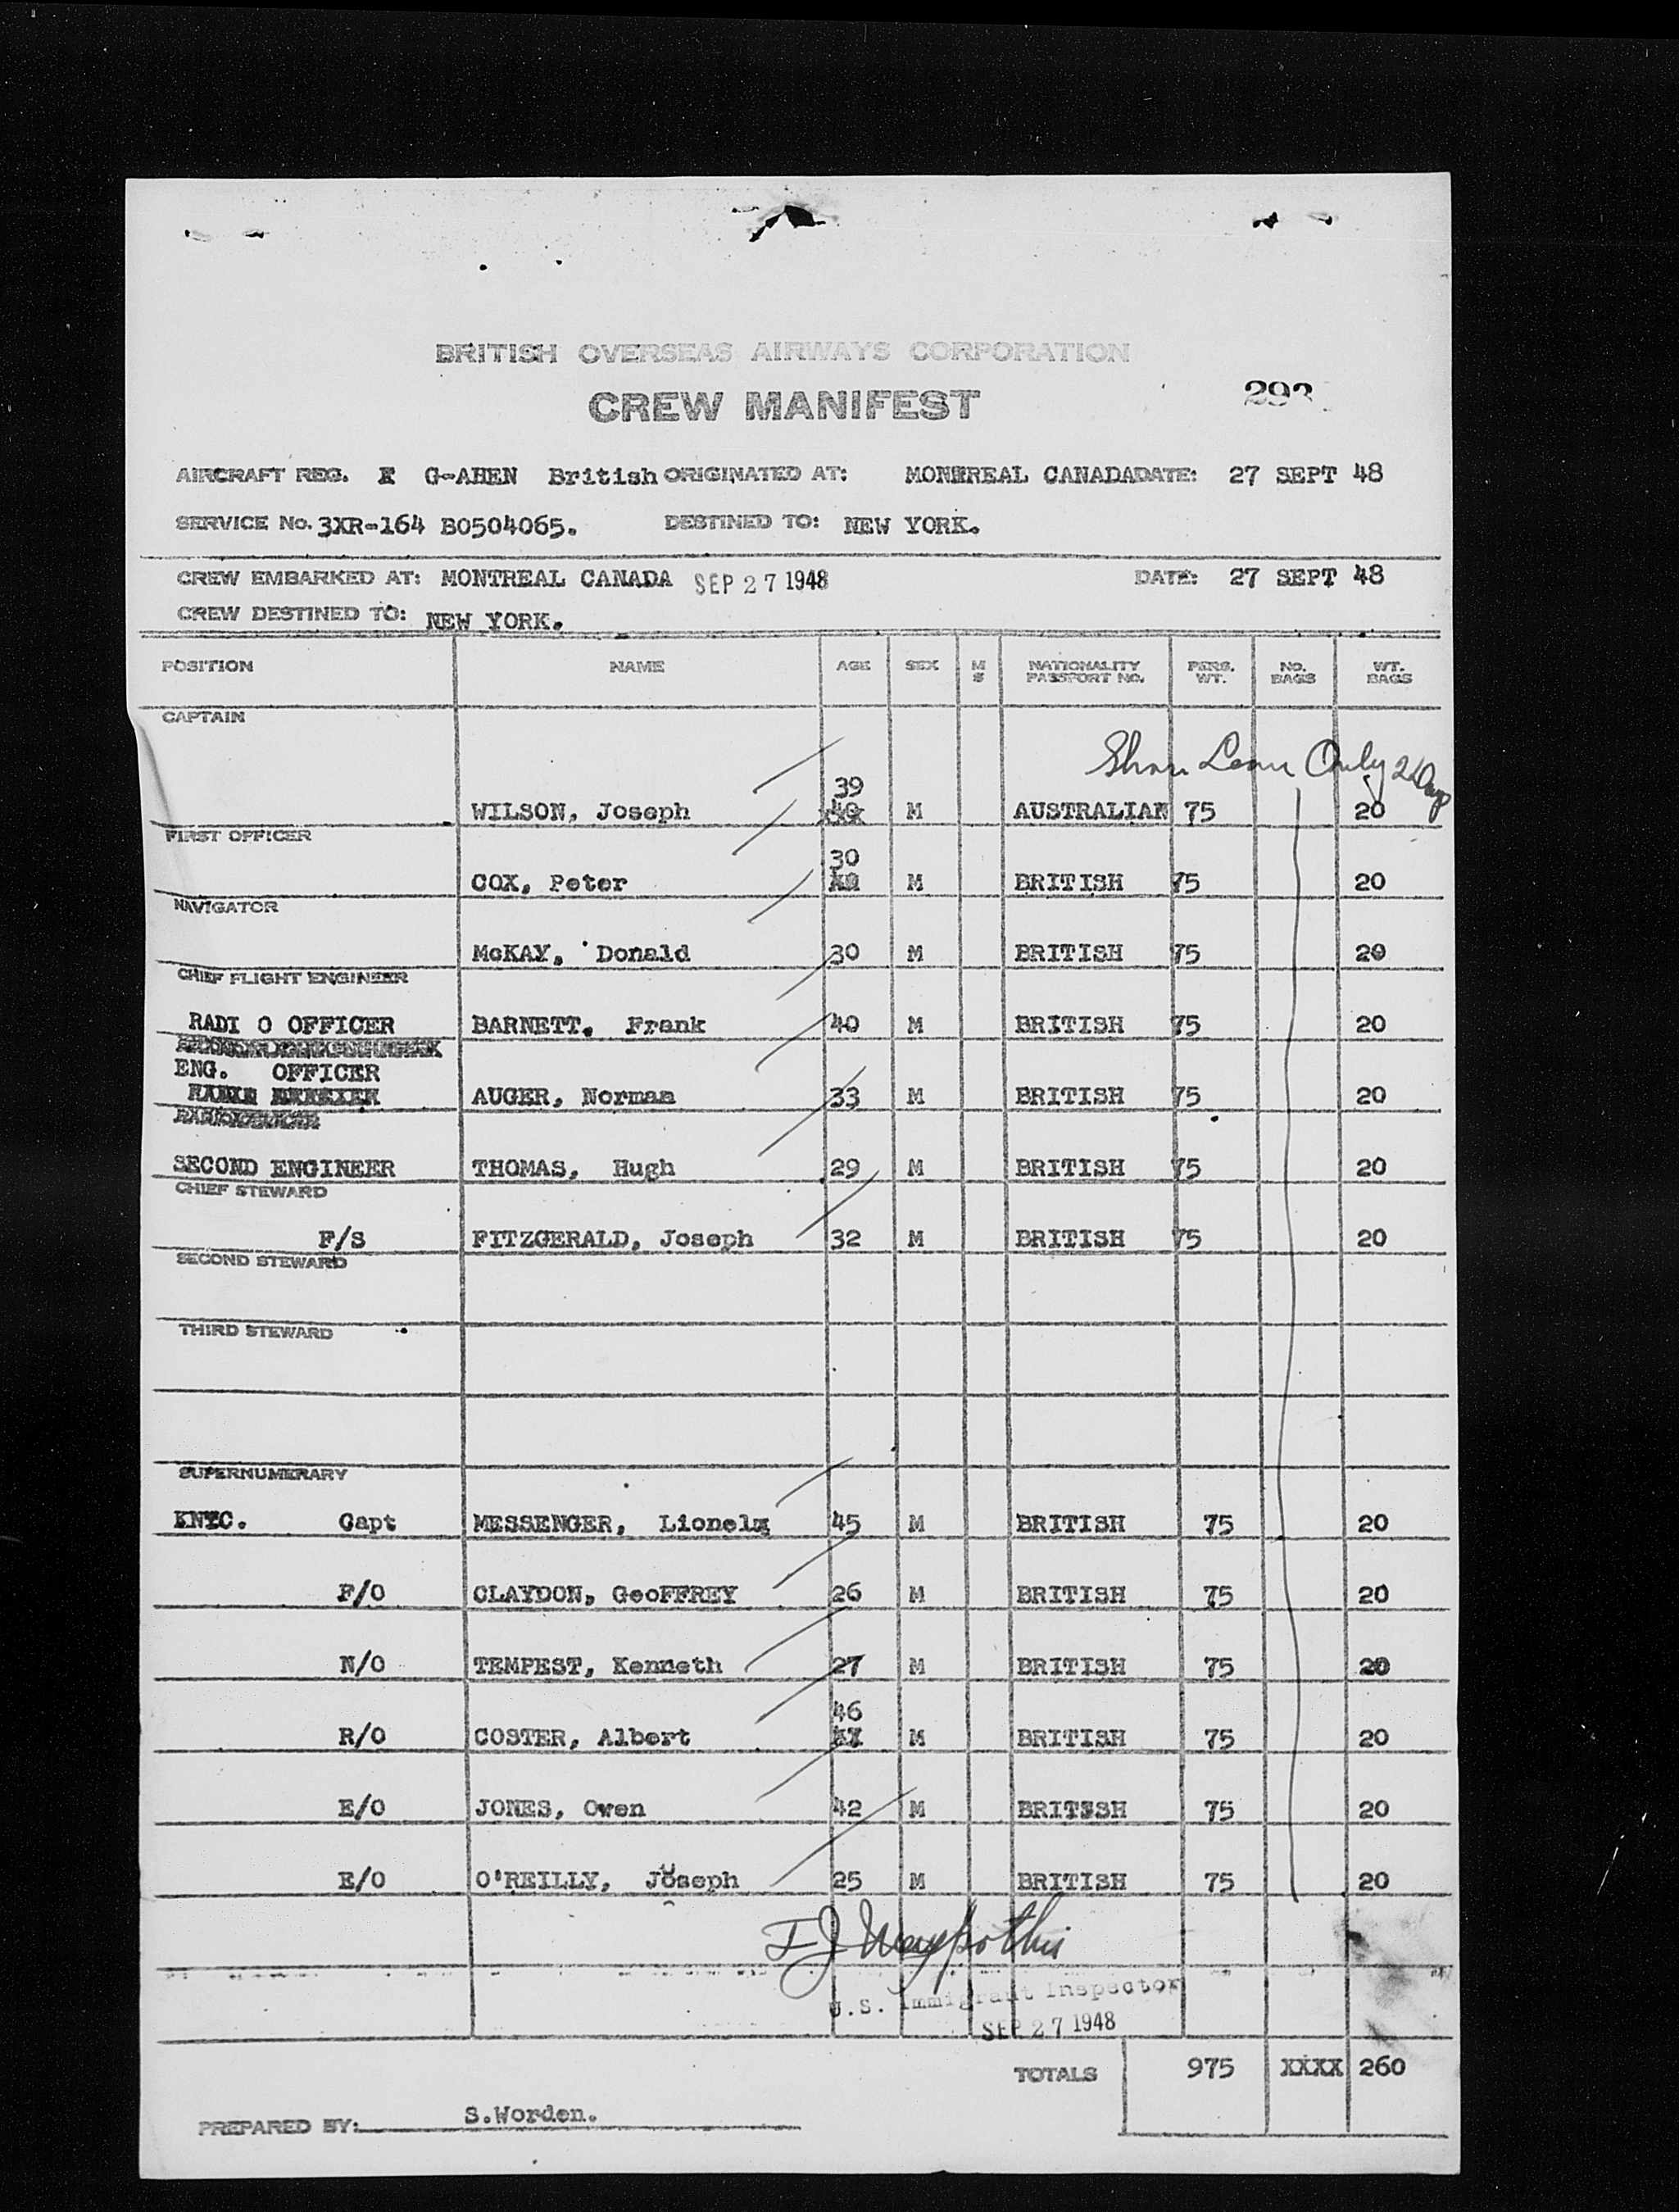 BRITISH OVERSEAS AIRWAYS CORPORATION
CREW MANIFEST 293
AIRCRAFT REG. G-AHEN British ORIGINATED AT: MONTREAL CANADA DATE: 27 SEPT 48
SERVICE No. 3XR-164 BO504065. DESTINED TO: NEW YORK.
CREW EMBARKED AT: MONTREAL CANADA SEP 27 1948 DATE: 27 SEPT 48
CREW DESTINED TO: NEW YORK.
POSITION NAME AGE SEX M S NATIONALITY PASSPORT NO. PERS. WT. NO. BAGS WT. BAGS
CAPTAIN
Only 2 Days
39
WILSON, Joseph 40 M AUSTRALIAN 75 20
FIRST OFFICER
30
COX, Peter M BRITISH 75 20
NAVIGATOR
McKAY, Donald 30 M BRITISH 75 20
CHIEF FLIGHT ENGINEER
RADI O OFFICER BARNETT, Frank 40 M BRITISH 75 20
ENG. OFFICER
AUGER, Norman 33 M BRITISH 75 20
SECOND ENGINEER THOMAS, Hugh 29 M BRITISH 75 20
CHIEF STEWARD
F/S FITZGERALD, Joseph 32 M BRITISH 75 20
SECOND STEWARD
THIRD STEWARD
SUPERNUMERARY
Capt MESSENGER, Lionel 45 M BRITISH 75 20
F/O CLAYDON, GeoFFREY 26 M BRITISH 75 20
N/O TEMPEST, Kenneth 27 M BRITISH 75 20
46
R/O COSTER, Albert M BRITISH 75 20
E/O JONES, Owen 42 M BRITISH 75 20
E/O O'REILLY, Joseph 25 M BRITISH 75 20
U.S. Immigrant Inspector
SEP 27 1948
TOTALS 975 XXXX 260
PREPARED BY: S.Worden.